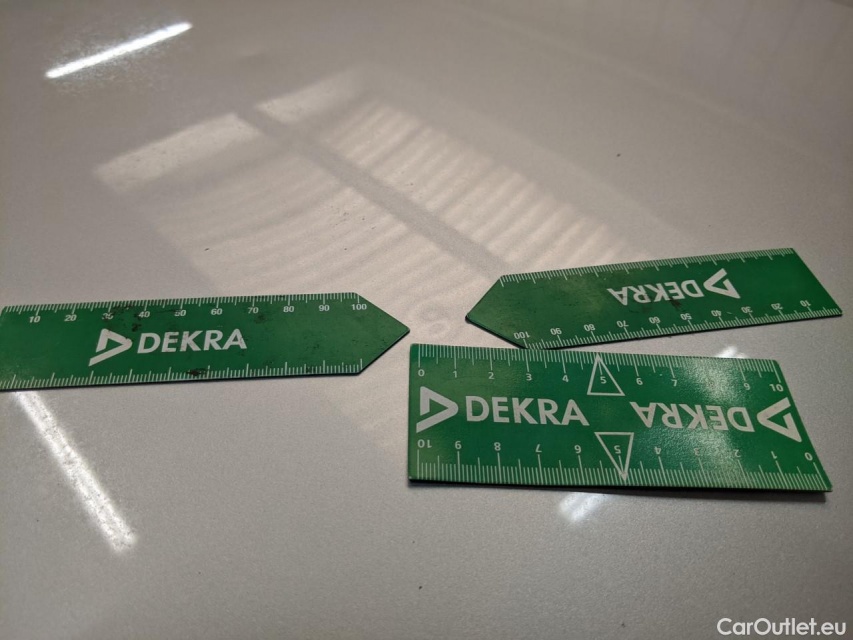 10 20 30 40 50 60 70 80 90 100
DEKRA
DEKRA
100 90 80 70 60 50 40 30 20 10
0 1 2 3 4 5 6 7 9 10
DEKRA DEKRA
10 9 8 7 6 5 4 3 2 1 0
CarOutlet.eu